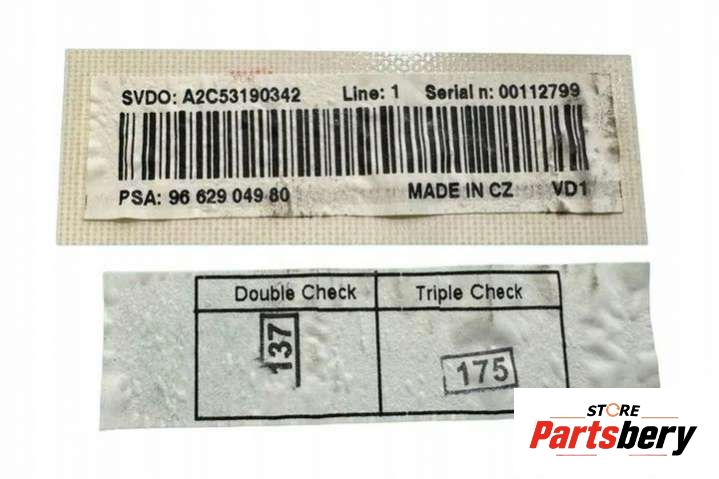 SVDO: A2C53190342 Line: 1 Serial n: 00112799
PSA: 96 629 049 80 MADE IN CZ VD1
Double Check Triple Check
137
175
STORE
Partsbery